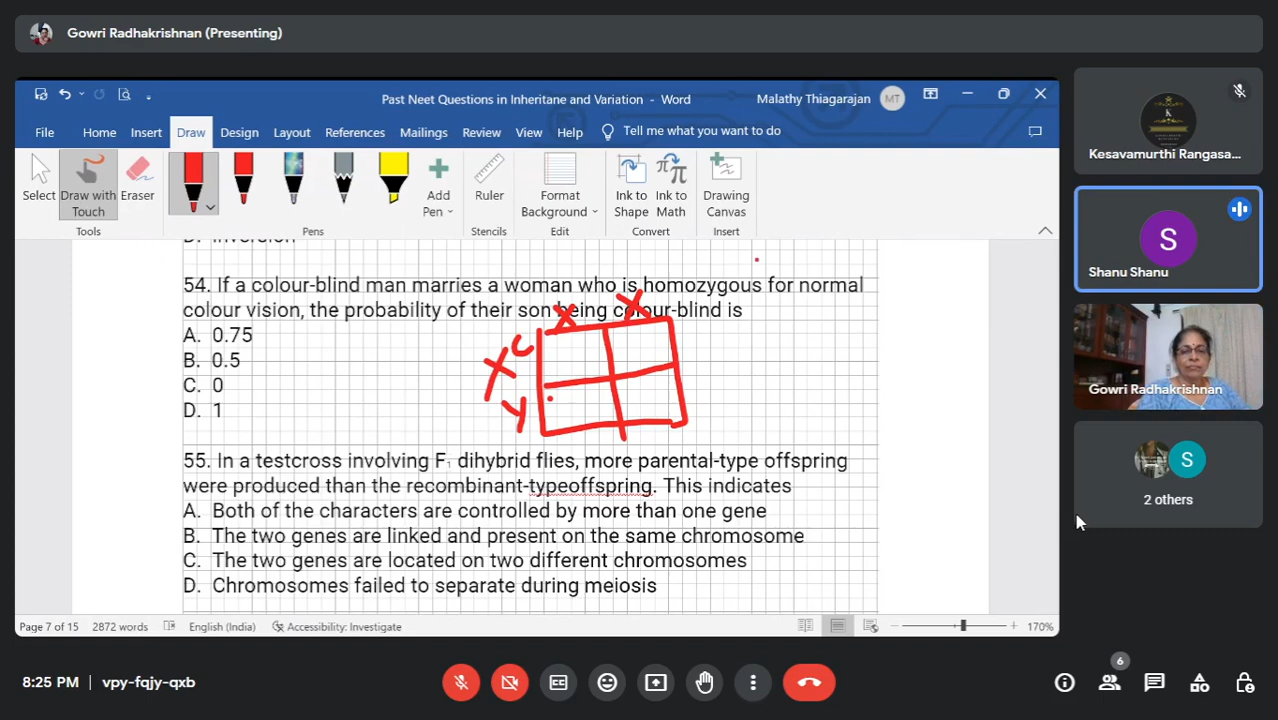 Gowri Radhakrishnan (Presenting)
Past Neet Questions in Inheritane and Variation - Word
Malathy Thiagarajan
MT
File Home Insert Draw Design Layout References Mailings Review View Help Tell me what you want to do
Select
Draw with Touch
Eraser
Add Pen
Ruler
Format Background
Ink to Shape
Ink to Math
Drawing Canvas
Tools
Pens
Stencils
Edit
Convert
Insert
D. Inversion
54. If a colour-blind man marries a woman who is homozygous for normal
colour vision, the probability of their son being colour-blind is
A. 0.75
B. 0.5
C. 0
D. 1
X X
X C
Y
55. In a testcross involving F₁ dihybrid flies, more parental-type offspring
were produced than the recombinant-typeoffspring. This indicates
A. Both of the characters are controlled by more than one gene
B. The two genes are linked and present on the same chromosome
C. The two genes are located on two different chromosomes
D. Chromosomes failed to separate during meiosis
Page 7 of 15 2872 words English (India) Accessibility: Investigate 170%
K
Kesavamurthi Rangasa...
S
Shanu Shanu
Gowri Radhakrishnan
S
2 others
8:25 PM | vpy-fqjy-qxb
6